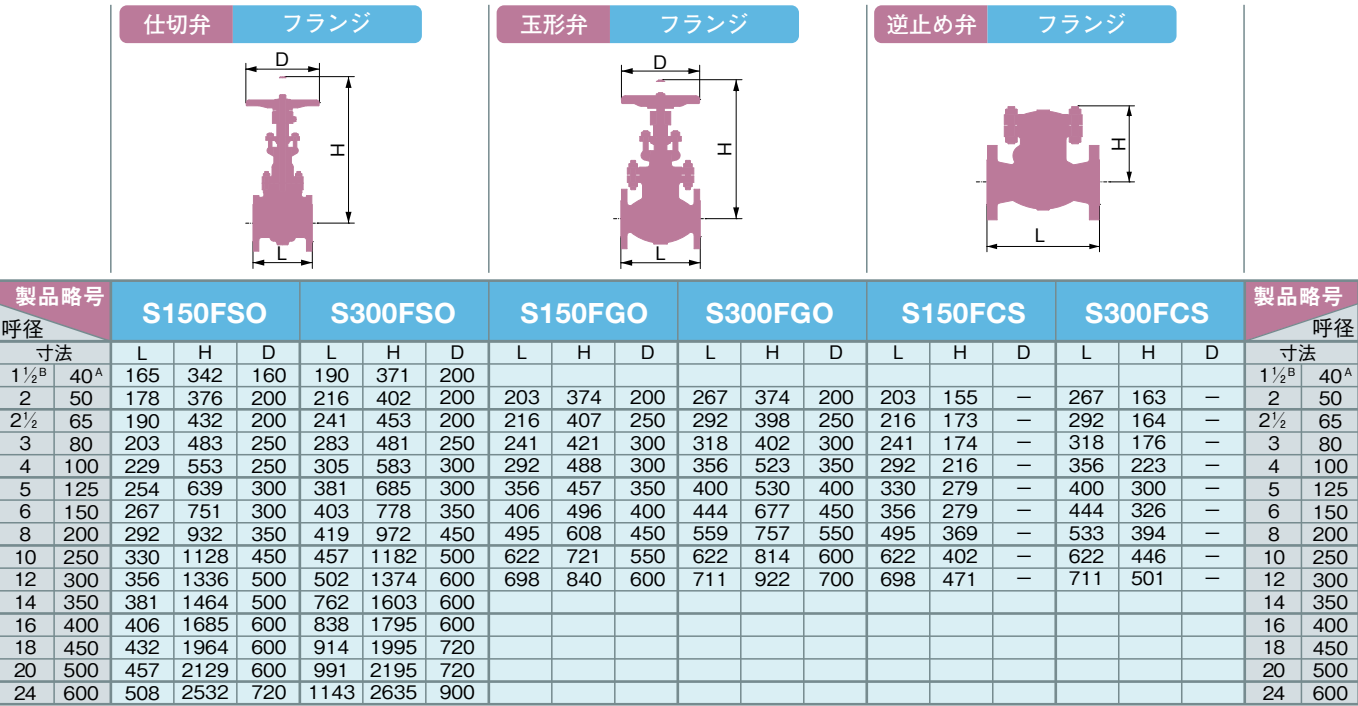 仕切弁 フランジ 玉形弁 フランジ 逆止め弁 フランジ
D D
H H H
L L L
製品略号 S150FSO S300FSO S150FGO S300FGO S150FCS S300FCS 製品略号
呼径 呼径
寸法 L H D L H D L H D L H D L H D L H D 寸法
1½B 40A 165 342 160 190 371 200 1½B 40A
2 50 178 376 200 216 402 200 203 374 200 267 374 200 203 155 － 267 163 － 2 50
2½ 65 190 432 200 241 453 200 216 407 250 292 398 250 216 173 － 292 164 － 2½ 65
3 80 203 483 250 283 481 250 241 421 300 318 402 300 241 174 － 318 176 － 3 80
4 100 229 553 250 305 583 300 292 488 300 356 523 350 292 216 － 356 223 － 4 100
5 125 254 639 300 381 685 300 356 457 350 400 530 400 330 279 － 400 300 － 5 125
6 150 267 751 300 403 778 350 406 496 400 444 677 450 356 279 － 444 326 － 6 150
8 200 292 932 350 419 972 450 495 608 450 559 757 550 495 369 － 533 394 － 8 200
10 250 330 1128 450 457 1182 500 622 721 550 622 814 600 622 402 － 622 446 － 10 250
12 300 356 1336 500 502 1374 600 698 840 600 711 922 700 698 471 － 711 501 － 12 300
14 350 381 1464 500 762 1603 600 14 350
16 400 406 1685 600 838 1795 600 16 400
18 450 432 1964 600 914 1995 720 18 450
20 500 457 2129 600 991 2195 720 20 500
24 600 508 2532 720 1143 2635 900 24 600